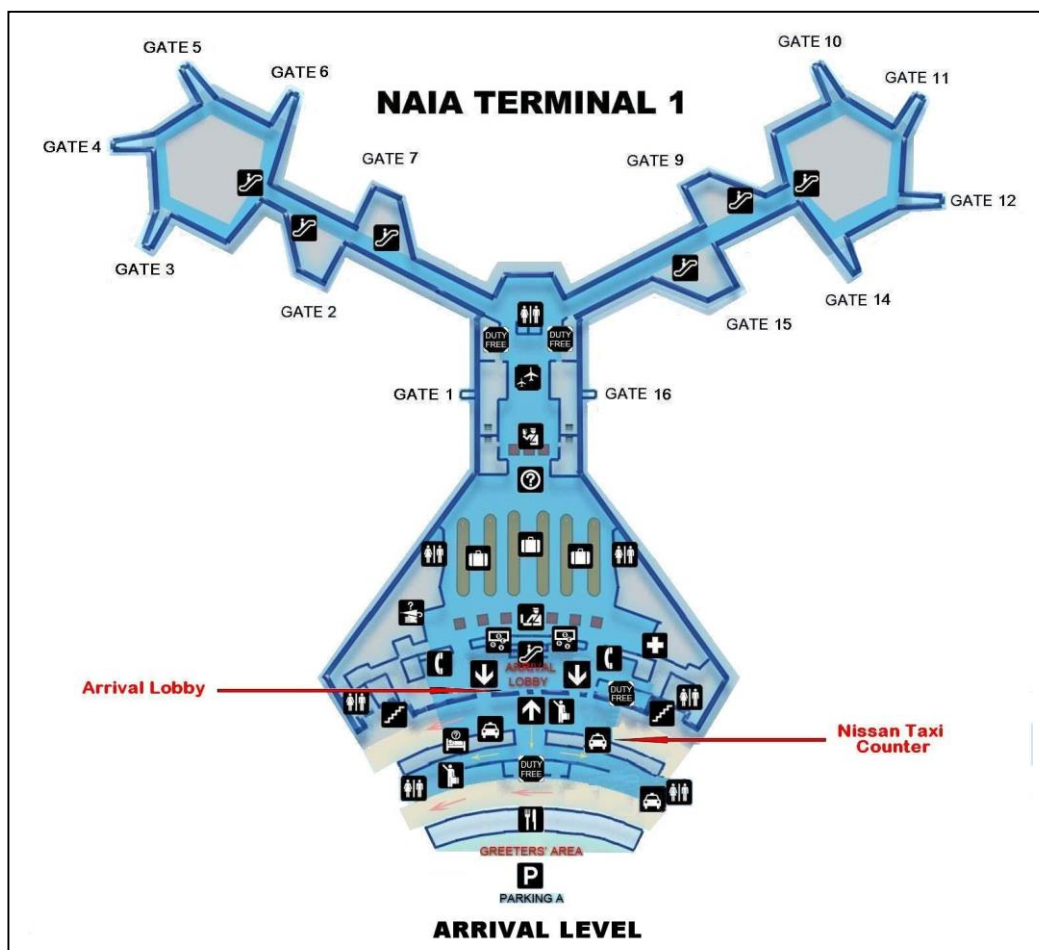 GATE 5
GATE 6
GATE 10
GATE 11
NAIA TERMINAL 1
GATE 4
GATE 7
GATE 9
GATE 12
GATE 3
GATE 2
GATE 15
GATE 14
DUTY
FREE
DUTY
FREE
GATE 1
GATE 16
?
?
ARRIVAL
LOBBY
Arrival Lobby
DUTY
FREE
Nissan Taxi
Counter
?
DUTY
FREE
GREETERS' AREA
P
PARKING A
ARRIVAL LEVEL